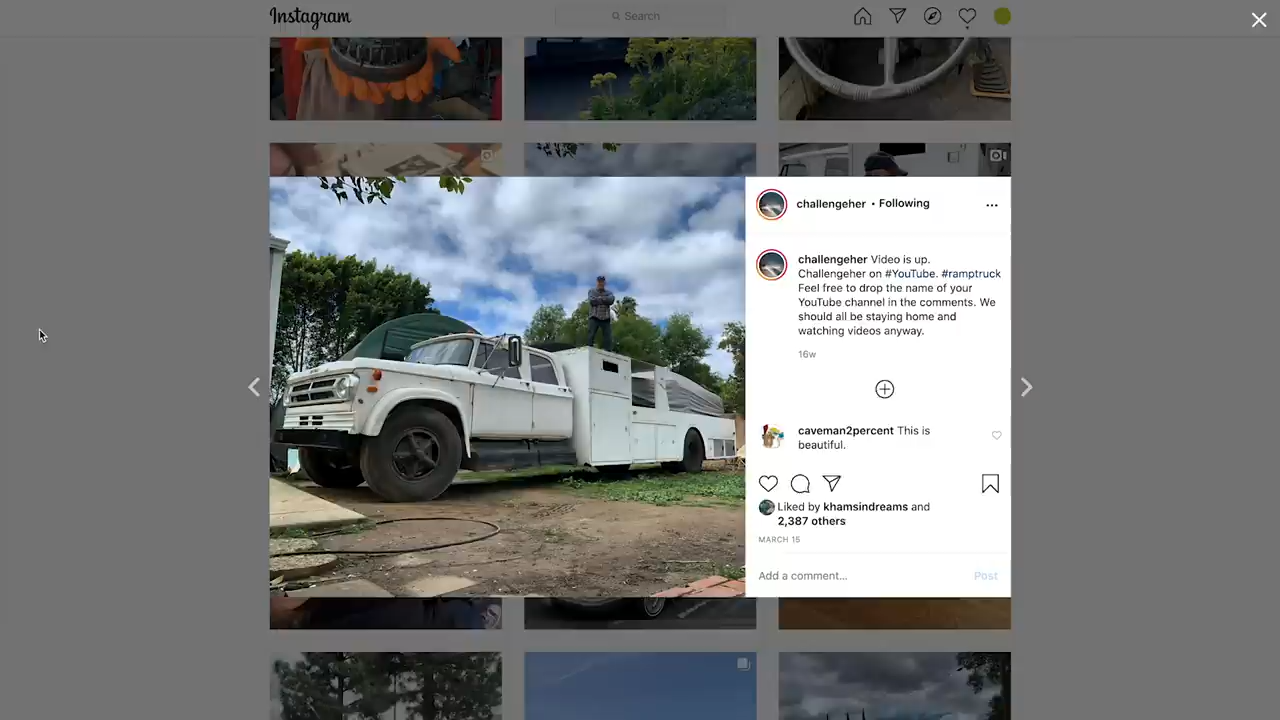 Instagram
Search
challengeher • Following
challengeher Video is up.
Challengeher on #YouTube. #ramptruck
Feel free to drop the name of your
YouTube channel in the comments. We
should all be staying home and
watching videos anyway.
16w
caveman2percent This is
beautiful.
Liked by khamsindreams and
2,387 others
MARCH 15
Add a comment...
Post